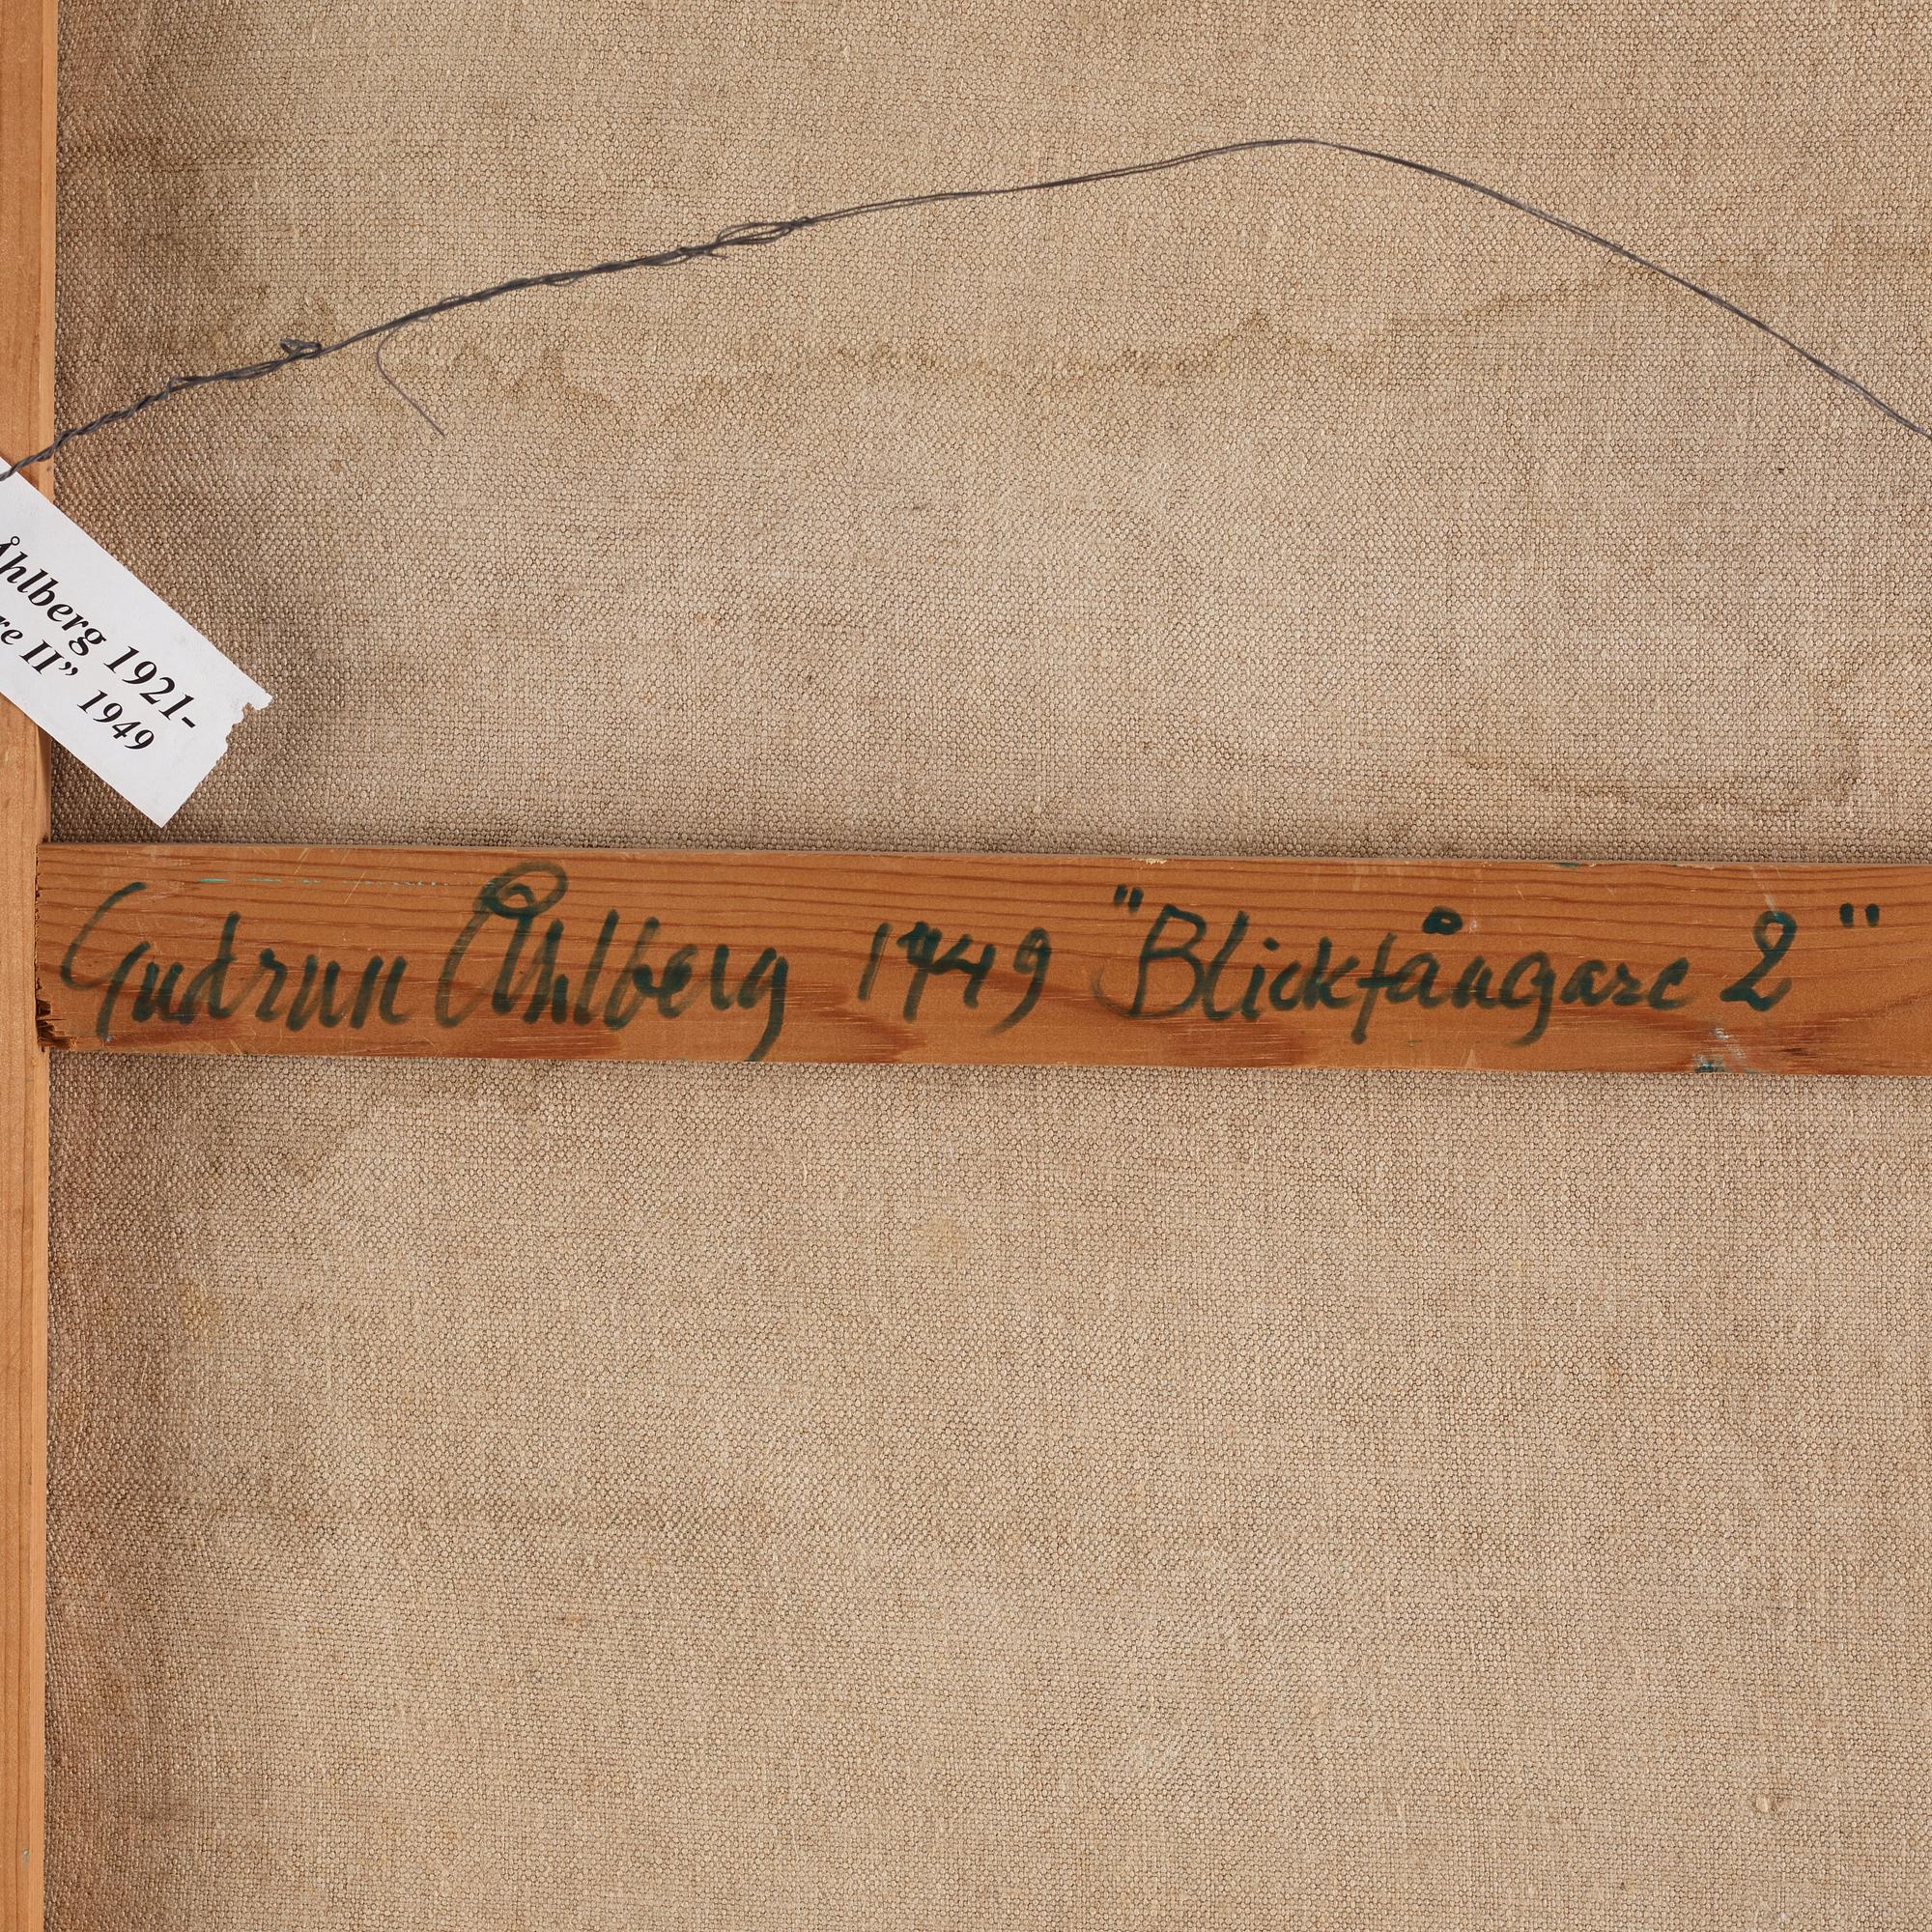 Åhlberg 1921-
re II” 1949
Gudrun Åhlberg 1949 "Blickfångare 2"